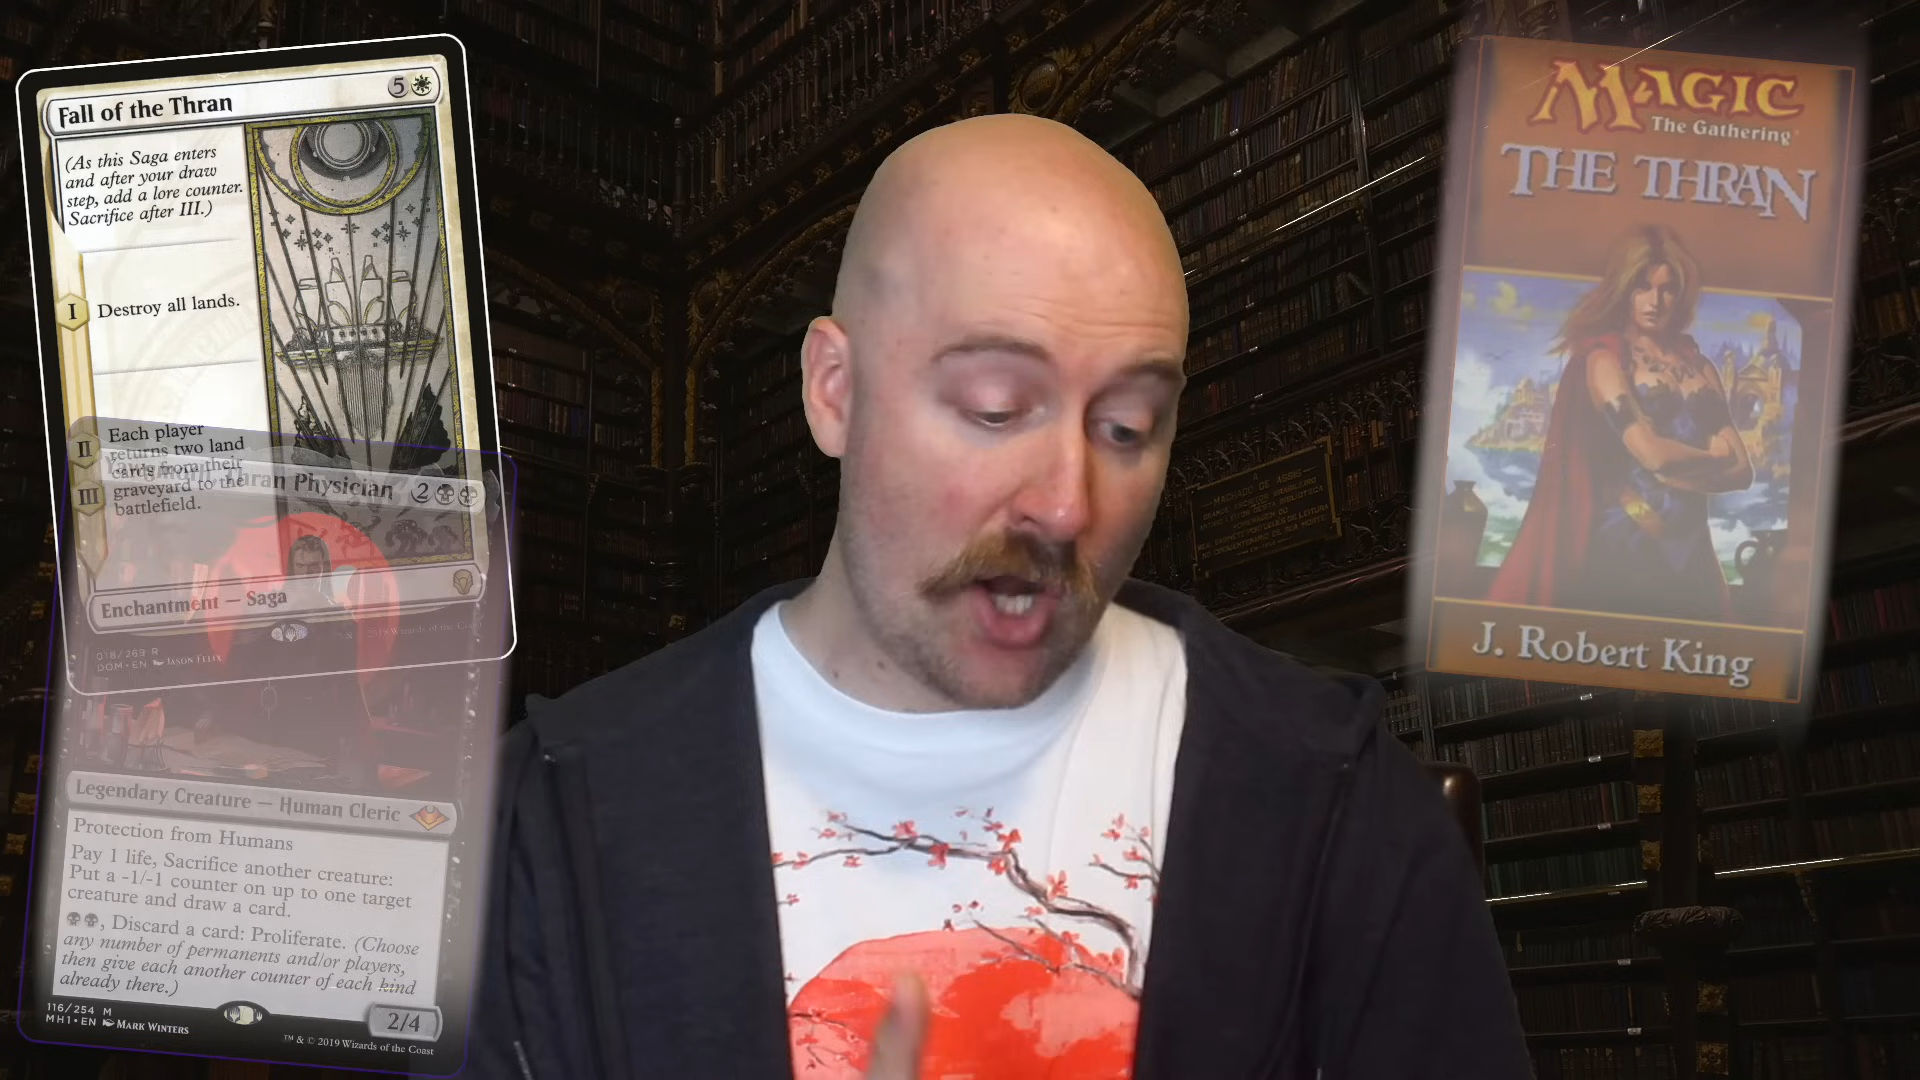 Fall of the Thran
5
(As this Saga enters
and after your draw
step, add a lore counter.
Sacrifice after III.)
I
Destroy all lands.
II
III
Each player
returns two land
cards from their
graveyard to the
battlefield.
Enchantment — Saga
018/269 R
DOM • EN JASON FELIX
Thran Physician
2
Legendary Creature — Human Cleric
Protection from Humans
Pay 1 life, Sacrifice another creature:
Put a -1/-1 counter on up to one target
creature and draw a card.
, Discard a card: Proliferate. (Choose
any number of permanents and/or players,
then give each another counter of each kind
already there.)
116/254 M
MH1 • EN MARK WINTERS
2/4
™ & © 2019 Wizards of the Coast
MAGIC
The Gathering
THE THRAN
J. Robert King